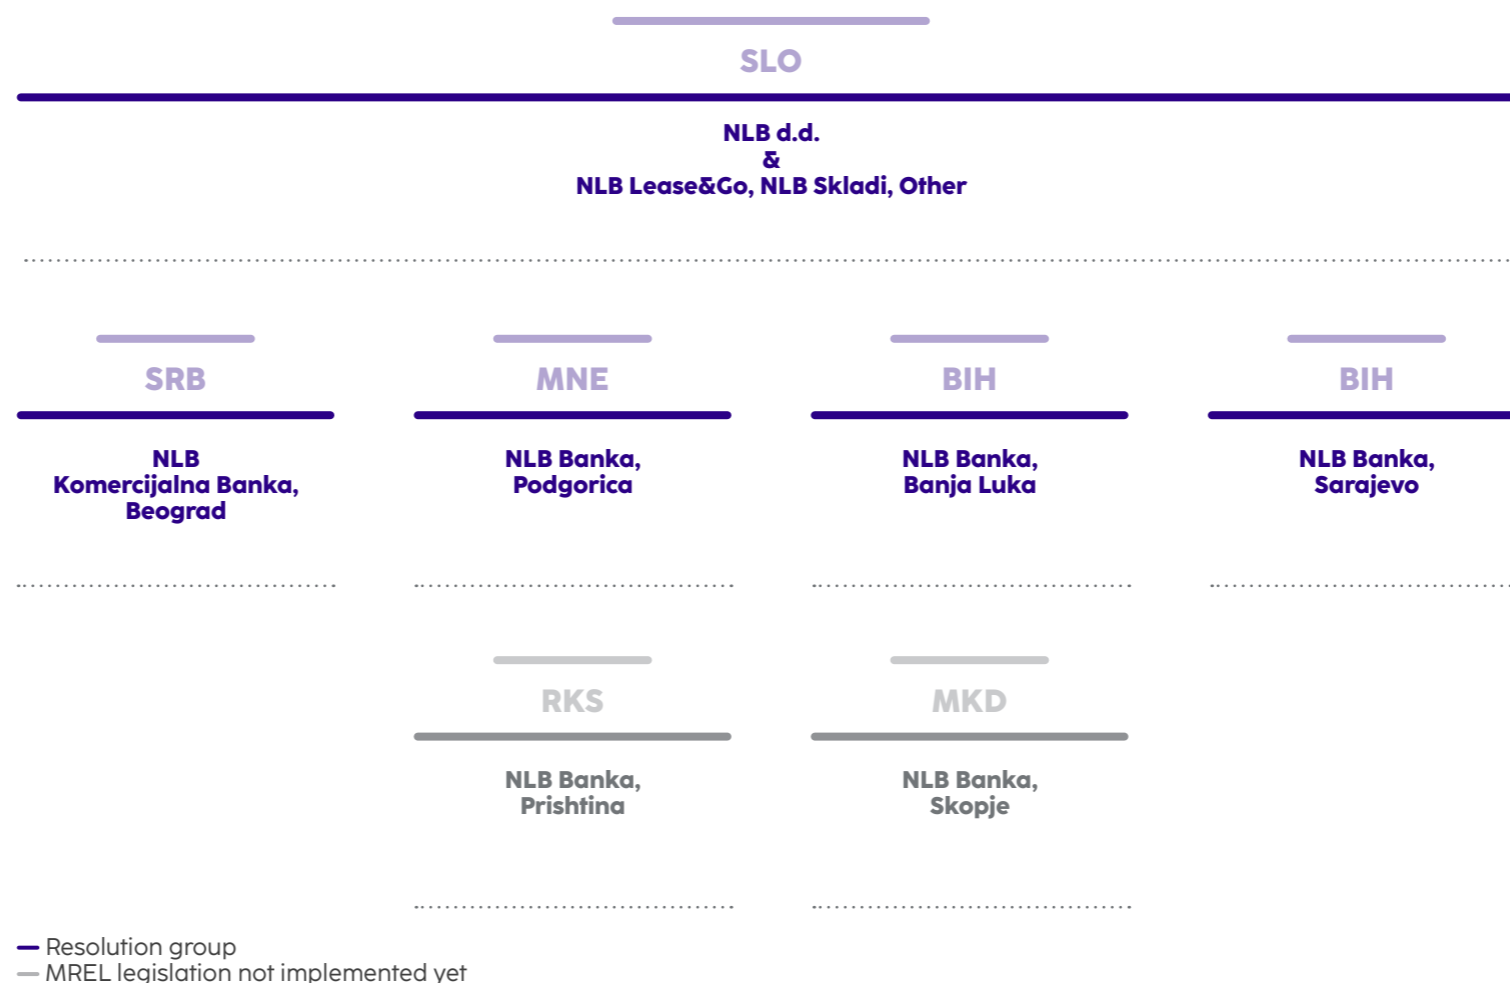 SLO
NLB d.d.
&
NLB Lease&Go, NLB Skladi, Other
SRB
NLB
Komercijalna Banka,
Beograd
MNE
NLB Banka,
Podgorica
BIH
NLB Banka,
Banja Luka
BIH
NLB Banka,
Sarajevo
RKS
NLB Banka,
Prishtina
MKD
NLB Banka,
Skopje
Resolution group
MREL legislation not implemented yet